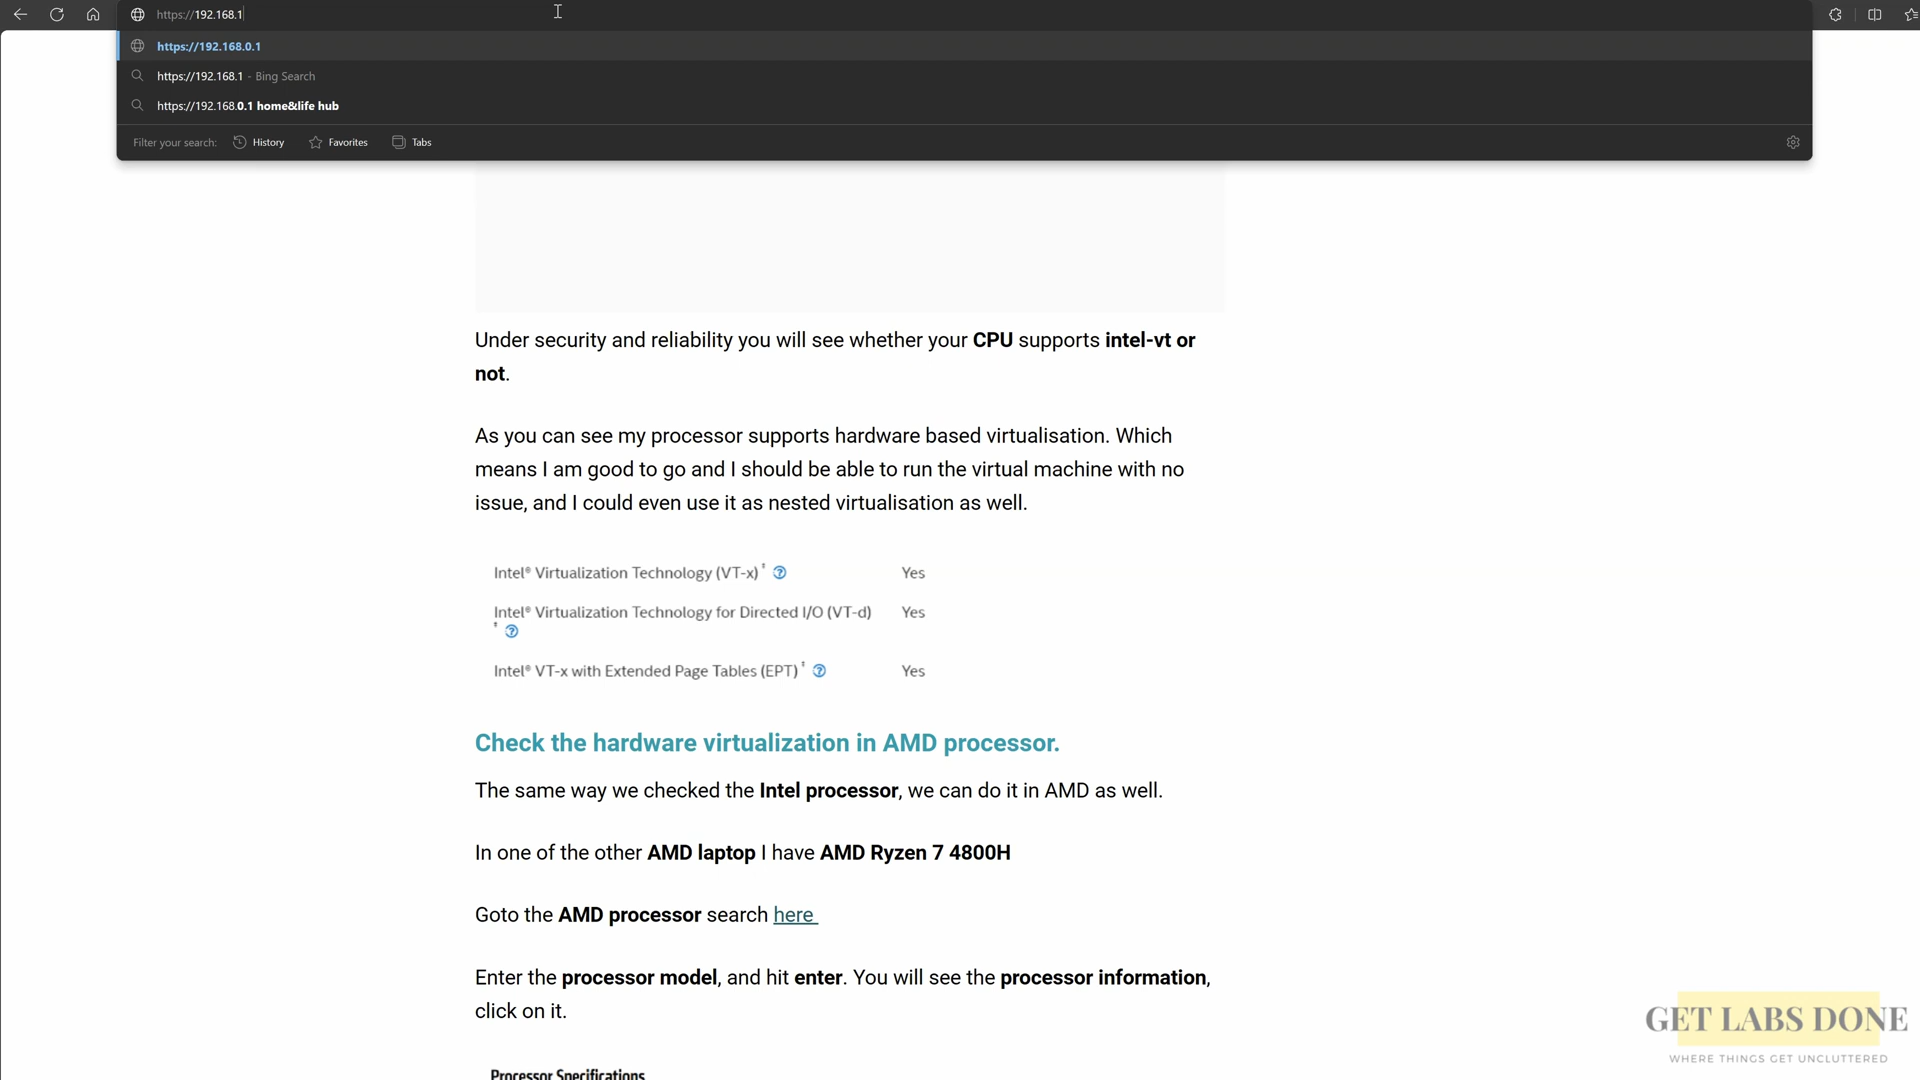 https://192.168.1
https://192.168.0.1
https://192.168.1 - Bing Search
https://192.168.0.1 home&life hub
Filter your search: History Favorites Tabs
Under security and reliability you will see whether your CPU supports intel-vt or
not.
As you can see my processor supports hardware based virtualisation. Which
means I am good to go and I should be able to run the virtual machine with no
issue, and I could even use it as nested virtualisation as well.
Intel® Virtualization Technology (VT-x) ‡ ? Yes
Intel® Virtualization Technology for Directed I/O (VT-d) Yes
‡ ?
Intel® VT-x with Extended Page Tables (EPT) ‡ ? Yes
Check the hardware virtualization in AMD processor.
The same way we checked the Intel processor, we can do it in AMD as well.
In one of the other AMD laptop I have AMD Ryzen 7 4800H
Goto the AMD processor search here
Enter the processor model, and hit enter. You will see the processor information,
click on it.
Processor Specifications
GET LABS DONE
WHERE THINGS GET UNCLUTTERED